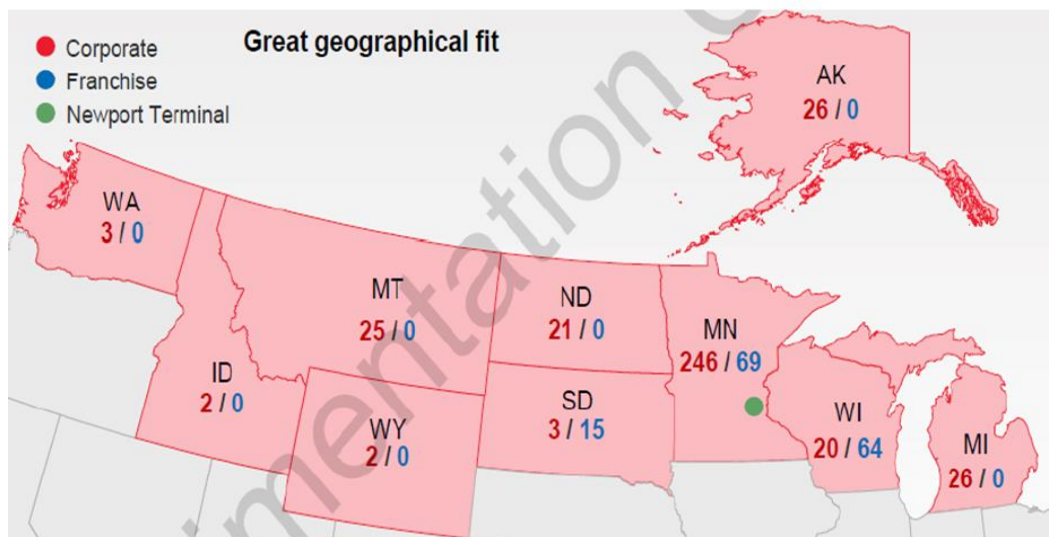 Great geographical fit
Corporate
Franchise
Newport Terminal
AK
26 / 0
WA
3 / 0
MT
25 / 0
ND
21 / 0
MN
246 / 69
ID
2 / 0
WY
2 / 0
SD
3 / 15
WI
20 / 64
MI
26 / 0
imentation